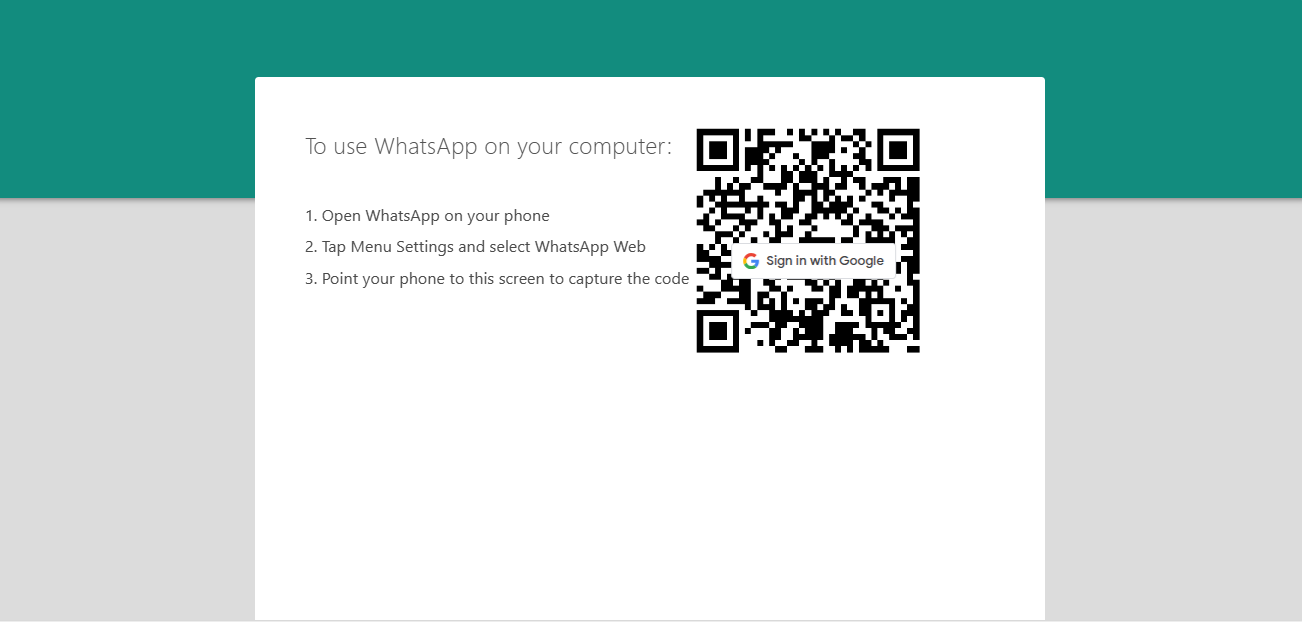 To use WhatsApp on your computer:
1. Open WhatsApp on your phone
2. Tap Menu Settings and select WhatsApp Web
3. Point your phone to this screen to capture the code
Sign in with Google